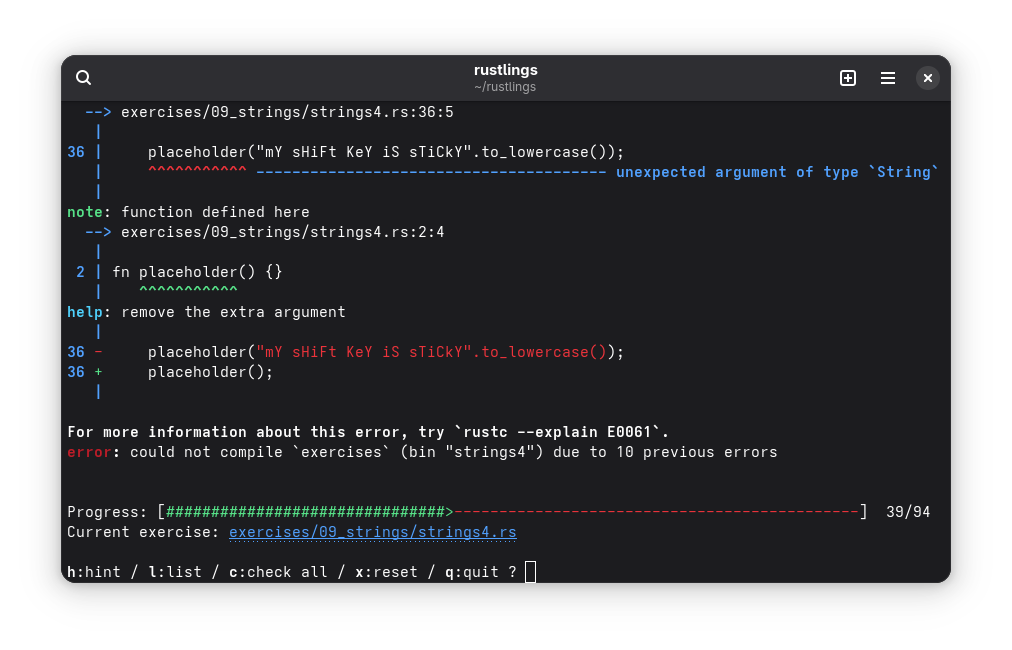 rustlings
~/rustlings
--> exercises/09_strings/strings4.rs:36:5
|
36 |     placeholder("mY sHiFt KeY iS sTiCkY".to_lowercase());
|     ^^^^^^^^^^^ --------------------------------------- unexpected argument of type `String`
|
note: function defined here
--> exercises/09_strings/strings4.rs:2:4
|
2 | fn placeholder() {}
|    ^^^^^^^^^^^
help: remove the extra argument
|
36 -     placeholder("mY sHiFt KeY iS sTiCkY".to_lowercase());
36 +     placeholder();
|
For more information about this error, try `rustc --explain E0061`.
error: could not compile `exercises` (bin "strings4") due to 10 previous errors
Progress: [###############################>---------------------------------------------]  39/94
Current exercise: exercises/09_strings/strings4.rs
h:hint / l:list / c:check all / x:reset / q:quit ?